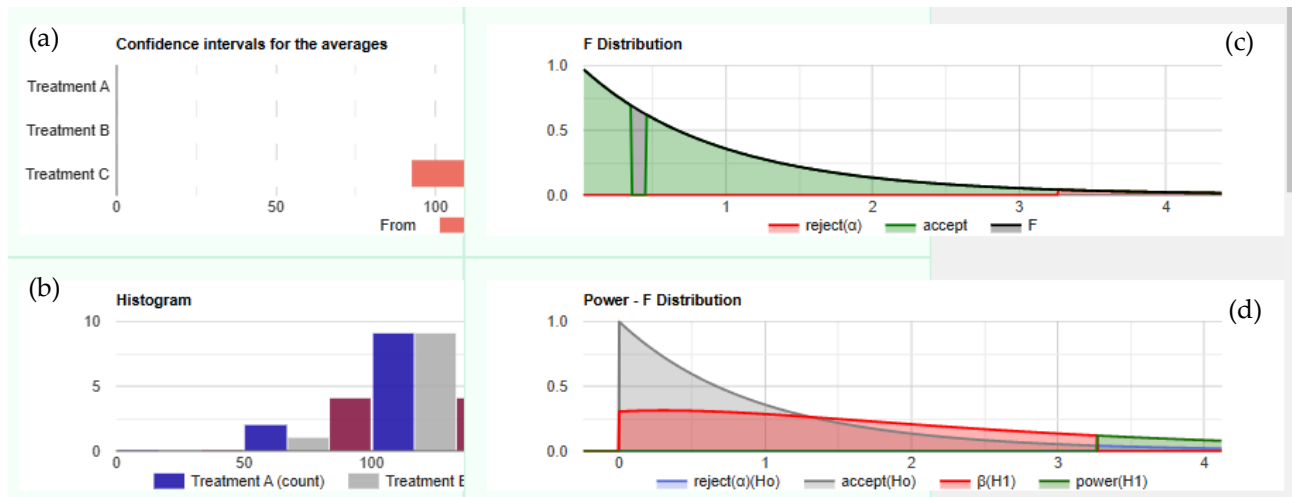 (a)
Confidence intervals for the averages
Treatment A
Treatment B
Treatment C
0 50 100
From
(c)
F Distribution
1.0
0.5
0.0
1 2 3 4
reject(α) accept F
(b)
Histogram
10
5
0
0 50 100
Treatment A (count) Treatment
(d)
Power - F Distribution
1.0
0.5
0.0
0 1 2 3 4
reject(α)(Ho) accept(Ho) β(H1) power(H1)